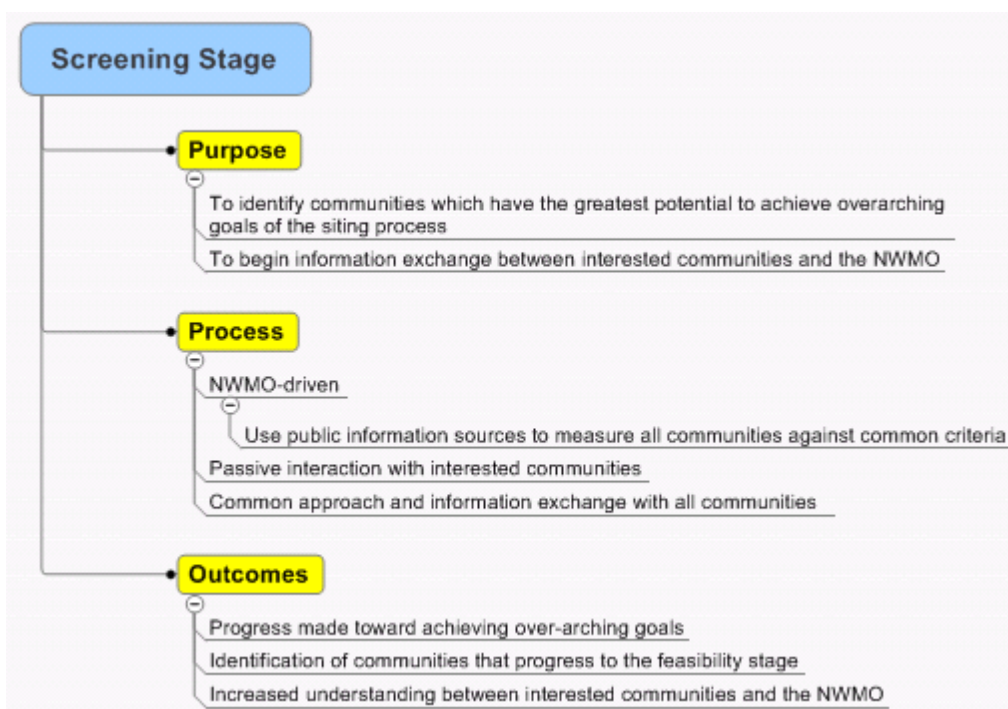 Screening Stage
Purpose
To identify communities which have the greatest potential to achieve overarching
goals of the siting process
To begin information exchange between interested communities and the NWMO
Process
NWMO-driven
Use public information sources to measure all communities against common criteria
Passive interaction with interested communities
Common approach and information exchange with all communities
Outcomes
Progress made toward achieving over-arching goals
Identification of communities that progress to the feasibility stage
Increased understanding between interested communities and the NWMO